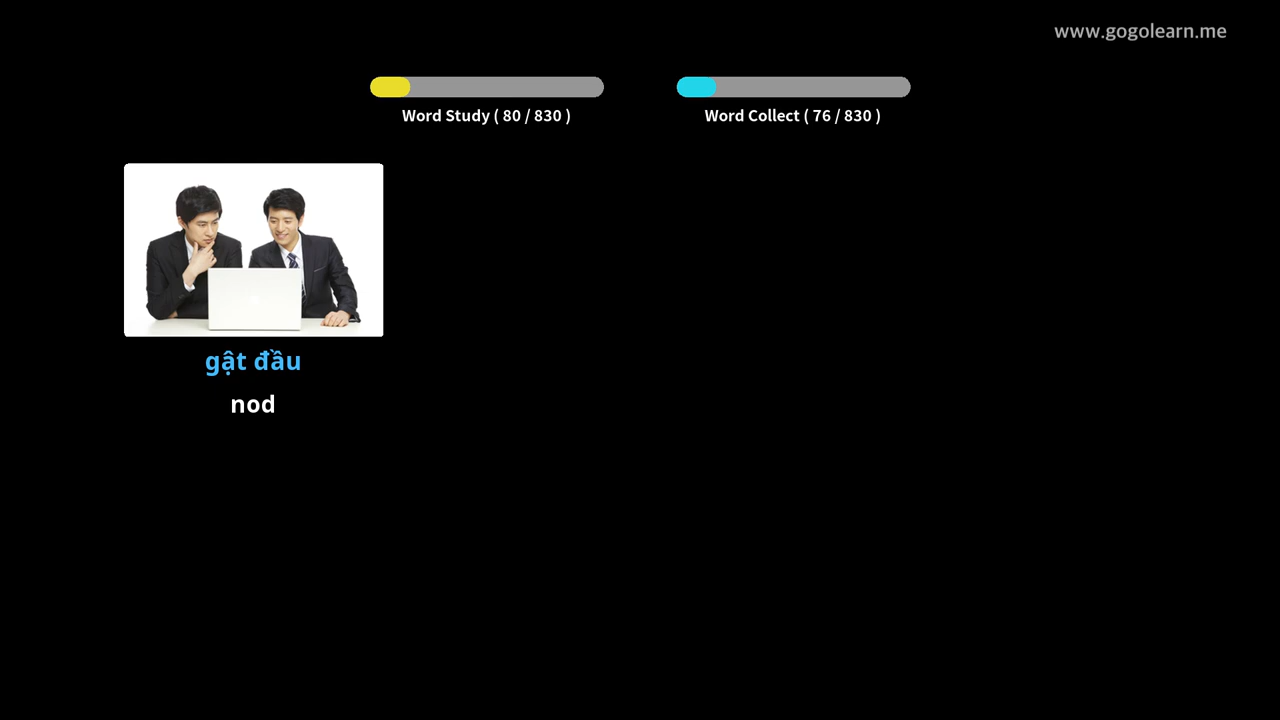 www.gogolearn.me
Word Study ( 80 / 830 )
Word Collect ( 76 / 830 )
gật đầu
nod